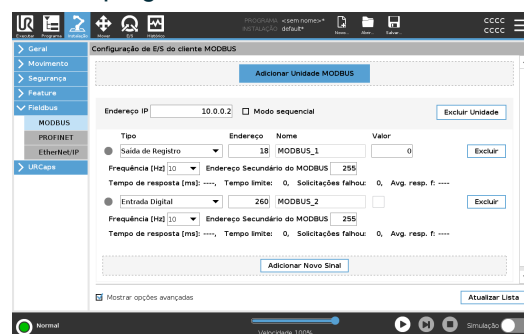 PROGRAMA <sem nome>*
INSTALAÇÃO default*
CCCC
CCCC
Executar Programa Instalação Mover E/S Histórico Novo... Abrir... Salvar...
Geral
Movimento
Segurança
Feature
Fieldbus
MODBUS
PROFINET
EtherNet/IP
URCaps
Configuração de E/S do cliente MODBUS
Adicionar Unidade MODBUS
Endereço IP 10.0.0.2 Modo sequencial Excluir Unidade
Tipo Endereço Nome Valor
Saída de Registro 18 MODBUS_1 0 Excluir
Frequência [Hz] 10 Endereço Secundário do MODBUS 255
Tempo de resposta [ms]: ----, Tempo limite: 0, Solicitações falhou: 0, Avg. resp. f: ----
Entrada Digital 260 MODBUS_2 Excluir
Frequência [Hz] 10 Endereço Secundário do MODBUS 255
Tempo de resposta [ms]: ----, Tempo limite: 0, Solicitações falhou: 0, Avg. resp. f: ----
Adicionar Novo Sinal
Mostrar opções avançadas Atualizar Lista
Normal
Velocidade 100%
Simulação